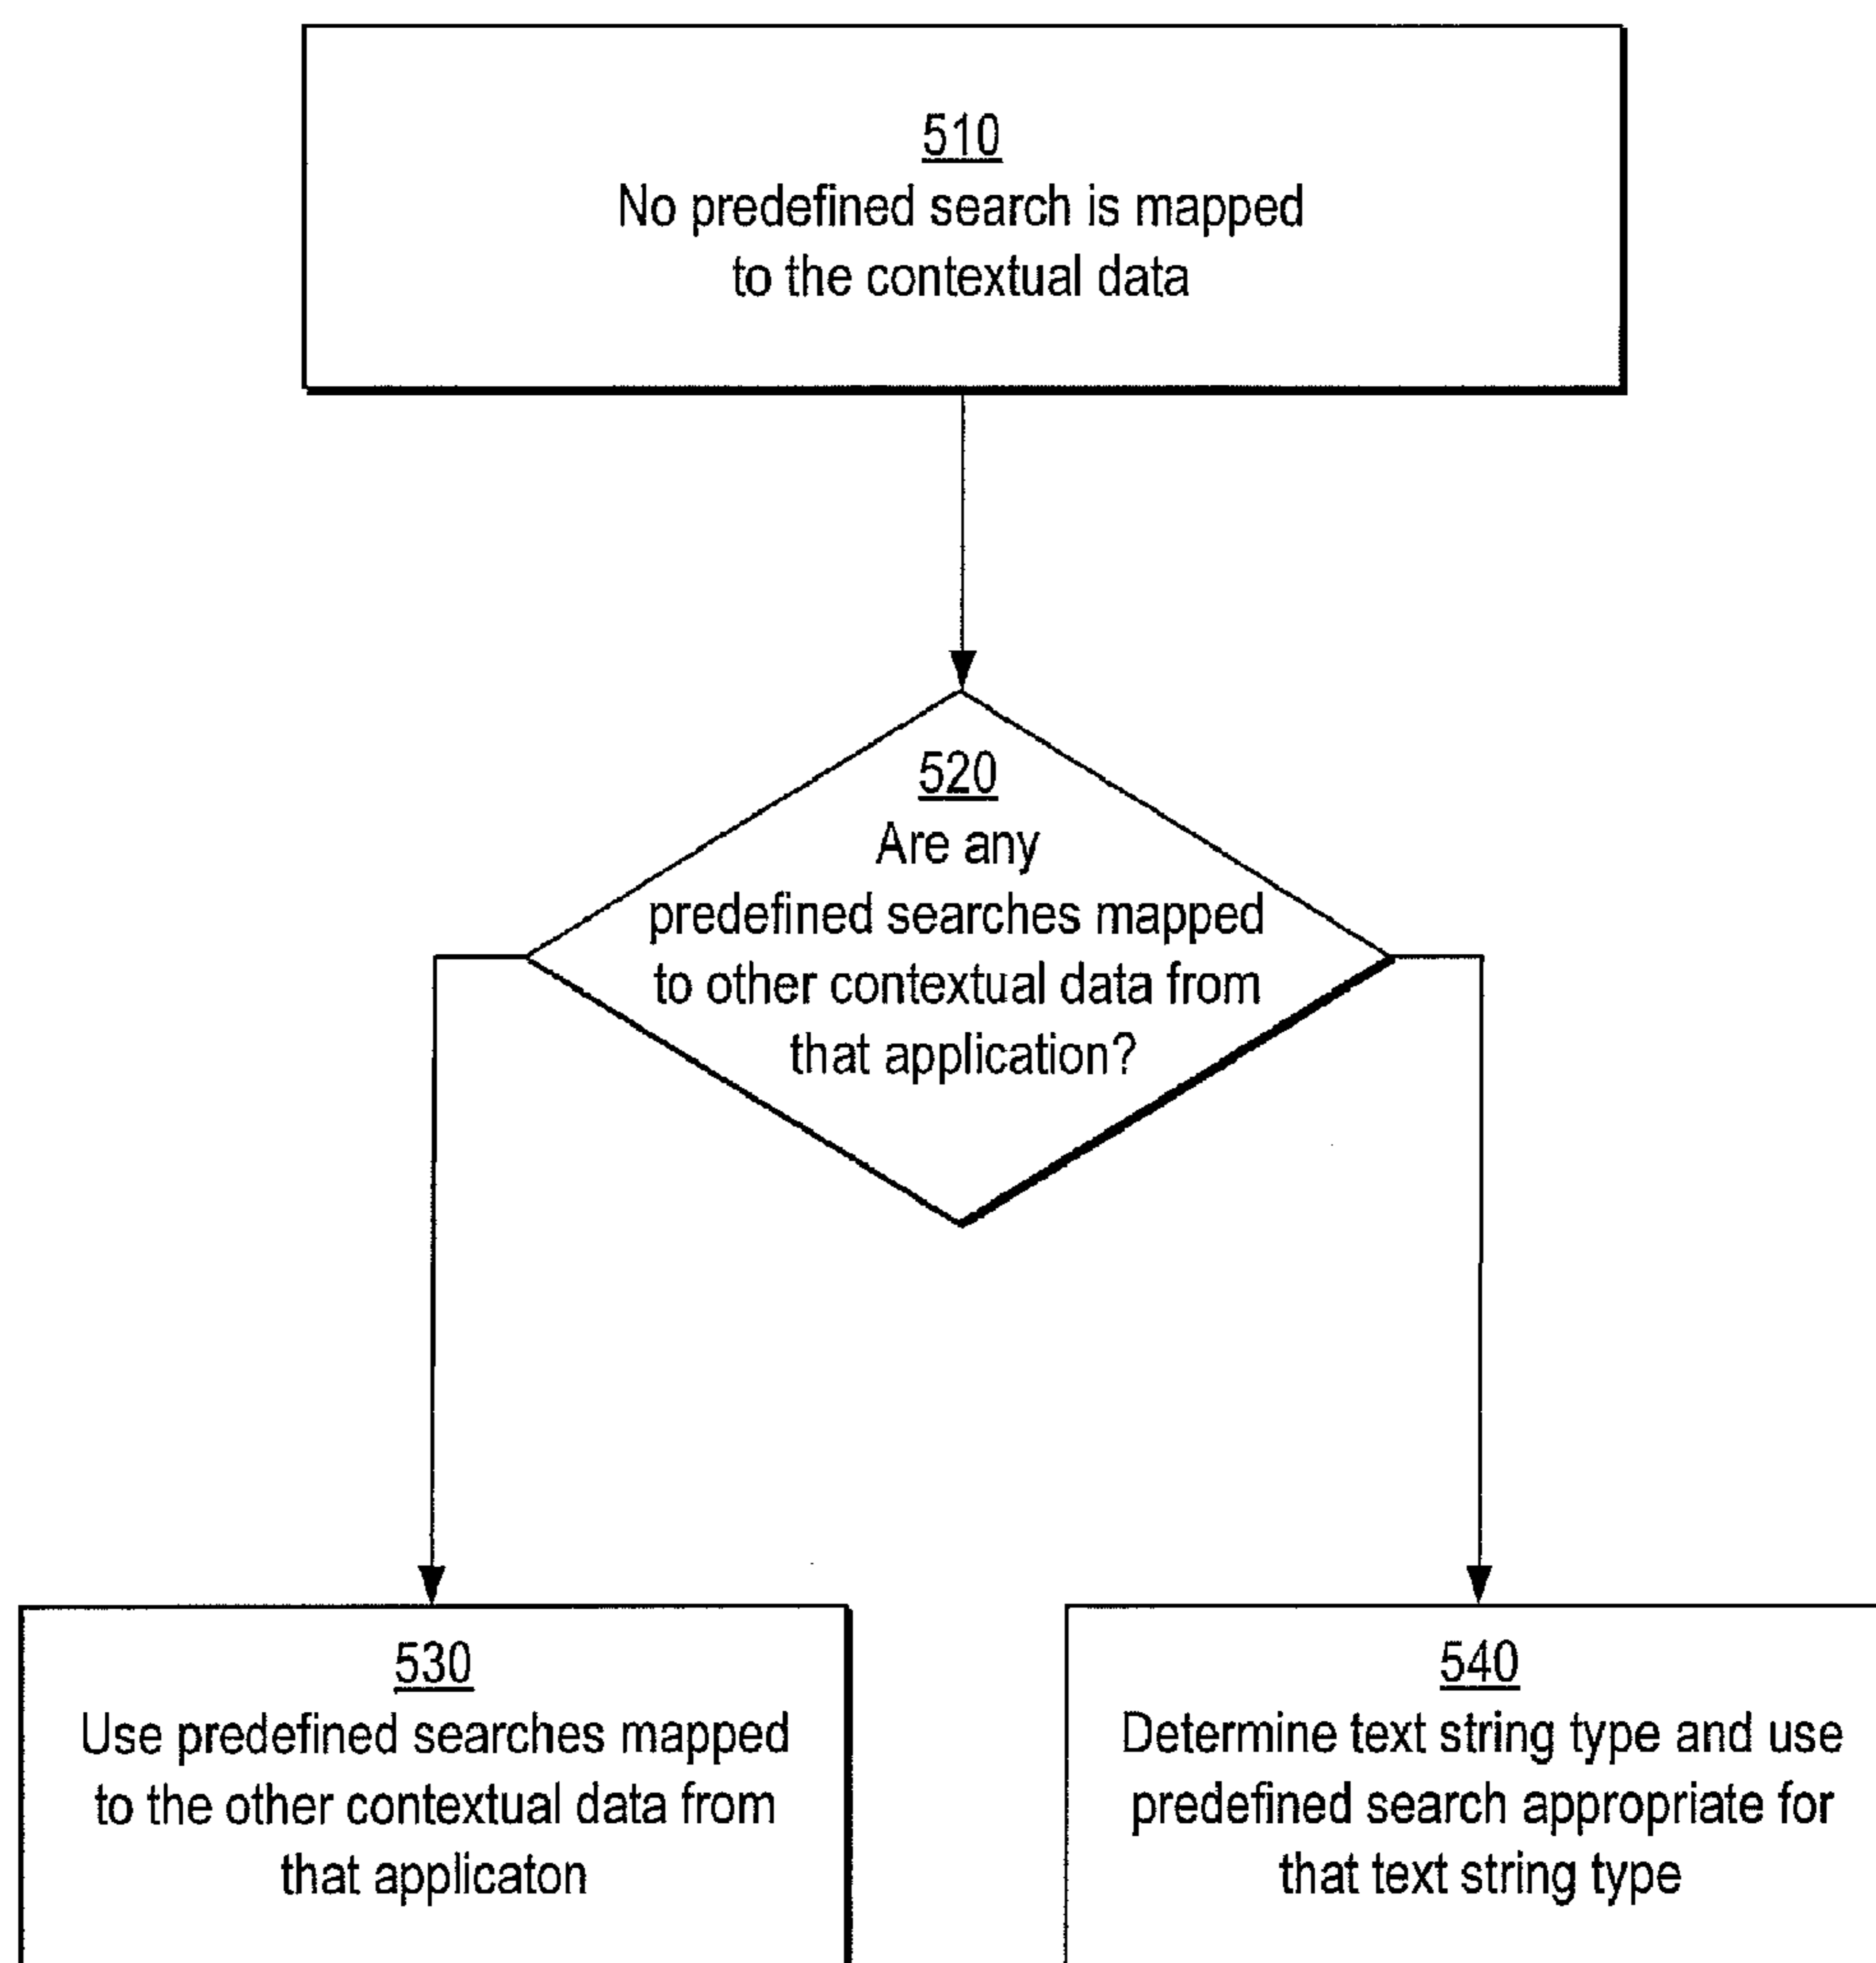 510
No predefined search is mapped
to the contextual data
520
Are any
predefined searches mapped
to other contextual data from
that application?
530
Use predefined searches mapped
to the other contextual data from
that applicaton
540
Determine text string type and use
predefined search appropriate for
that text string type